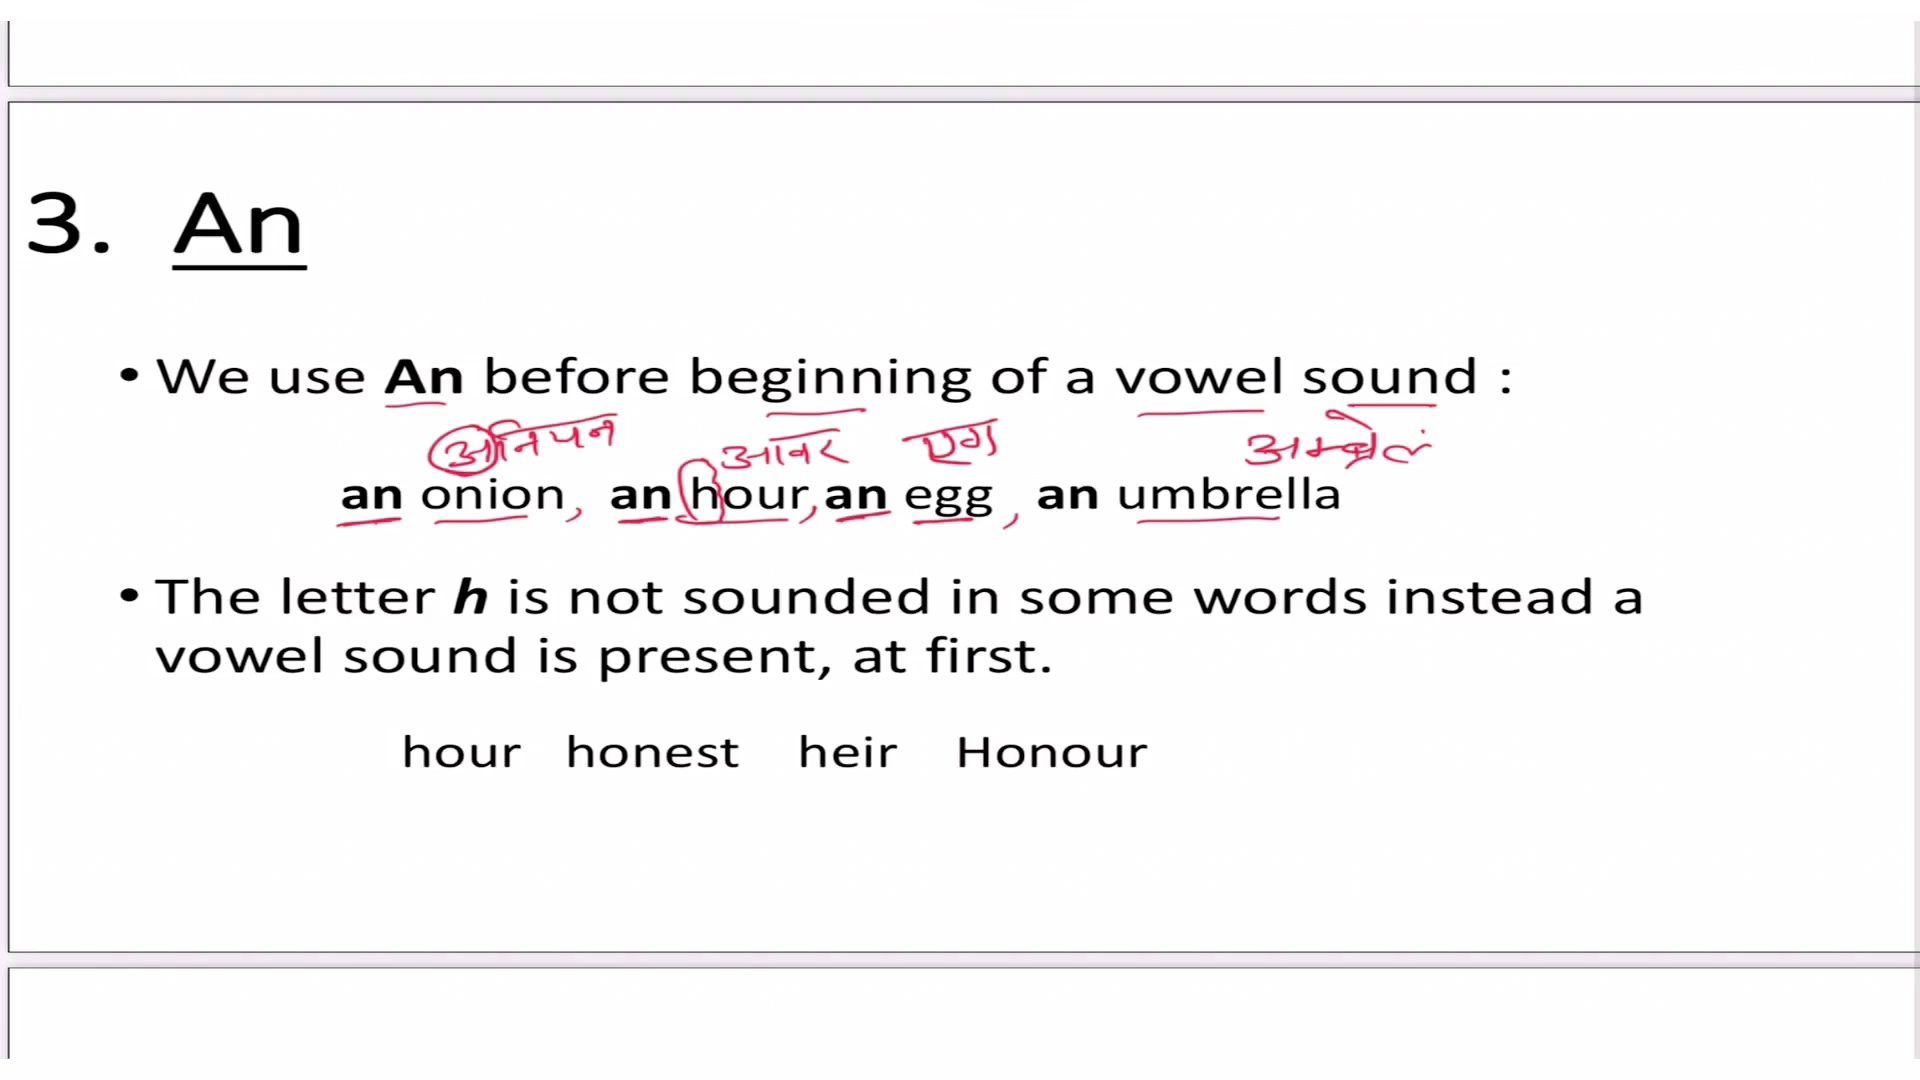 3. An
• We use An before beginning of a vowel sound :
अनियन आवर एग
an onion, an hour, an egg, an umbrella
• The letter h is not sounded in some words instead a
vowel sound is present, at first.
hour honest heir Honour